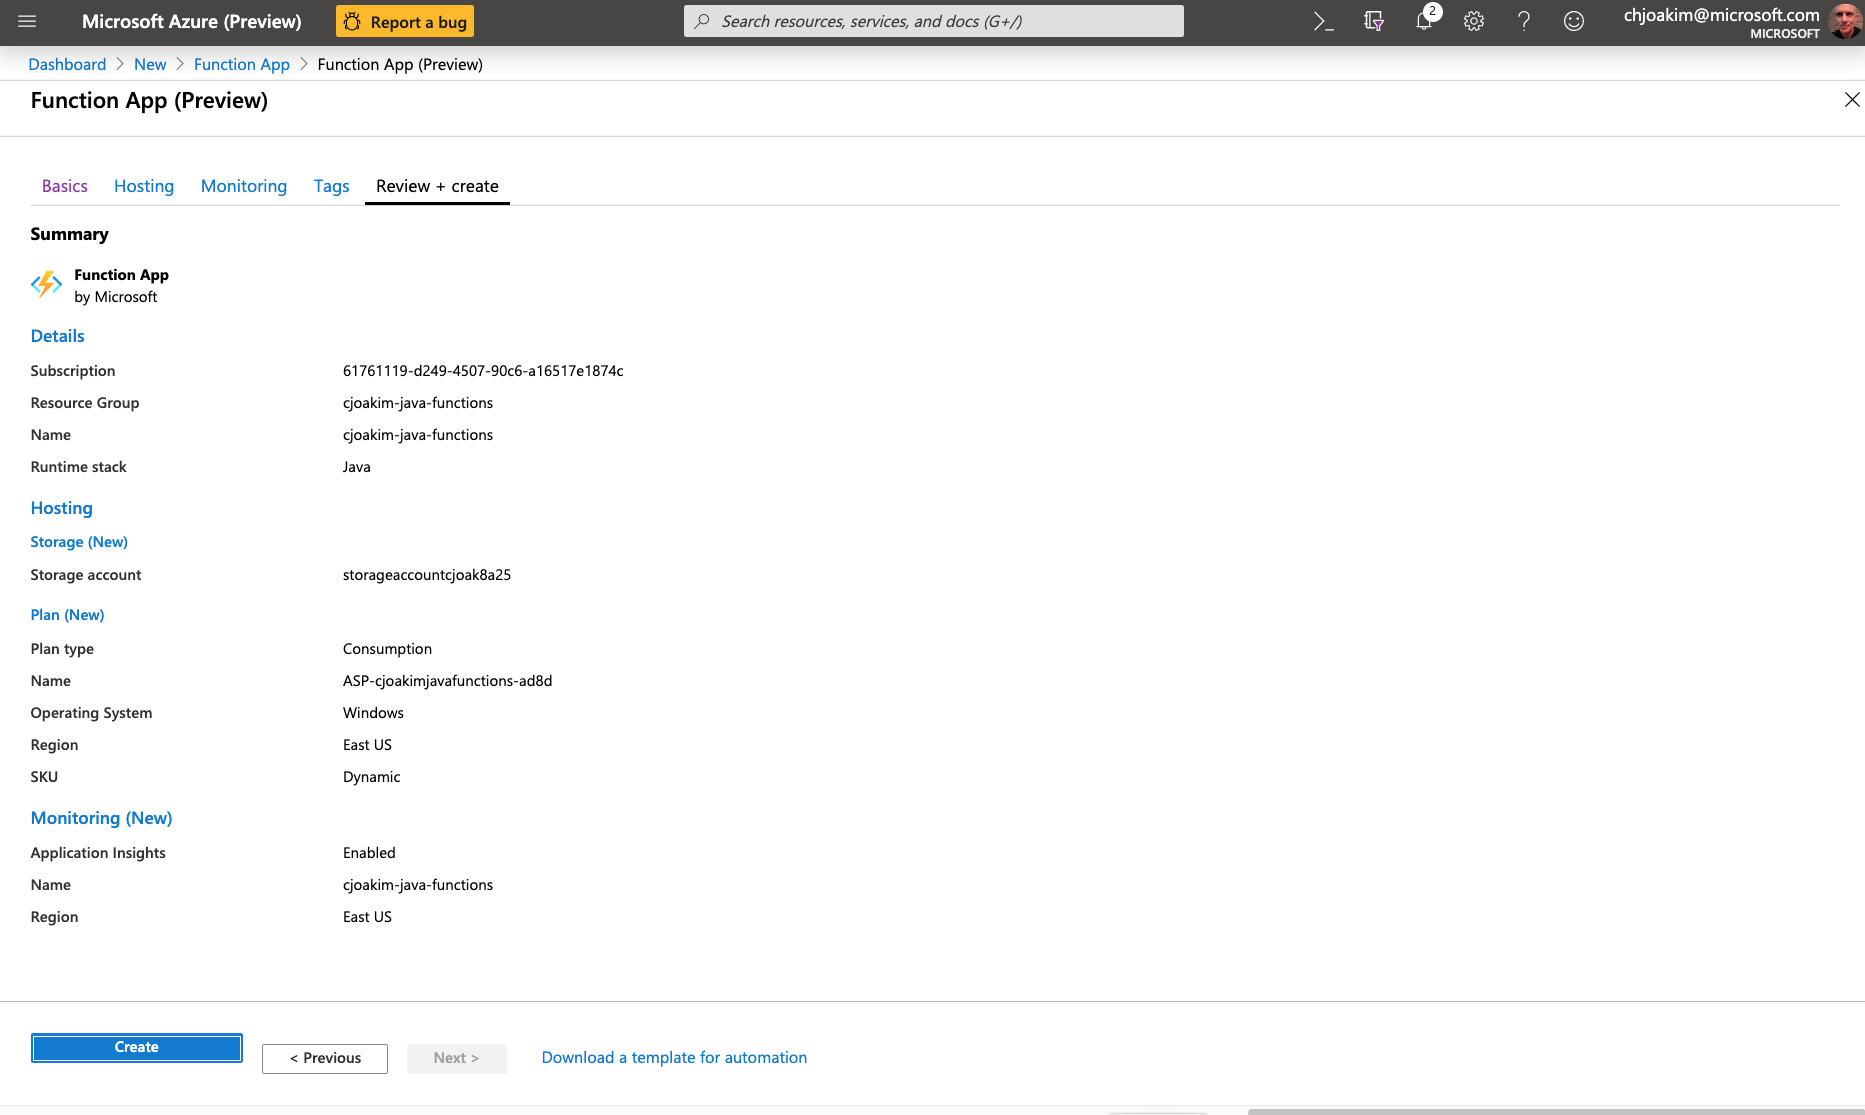 Microsoft Azure (Preview)
Report a bug
Search resources, services, and docs (G+/)
2
chjoakim@microsoft.com
MICROSOFT
Dashboard > New > Function App > Function App (Preview)
Function App (Preview)
Basics
Hosting
Monitoring
Tags
Review + create
Summary
Function App
by Microsoft
Details
Subscription 61761119-d249-4507-90c6-a16517e1874c
Resource Group cjoakim-java-functions
Name cjoakim-java-functions
Runtime stack Java
Hosting
Storage (New)
Storage account storageaccountcjoak8a25
Plan (New)
Plan type Consumption
Name ASP-cjoakimjavafunctions-ad8d
Operating System Windows
Region East US
SKU Dynamic
Monitoring (New)
Application Insights Enabled
Name cjoakim-java-functions
Region East US
Create
< Previous
Next >
Download a template for automation